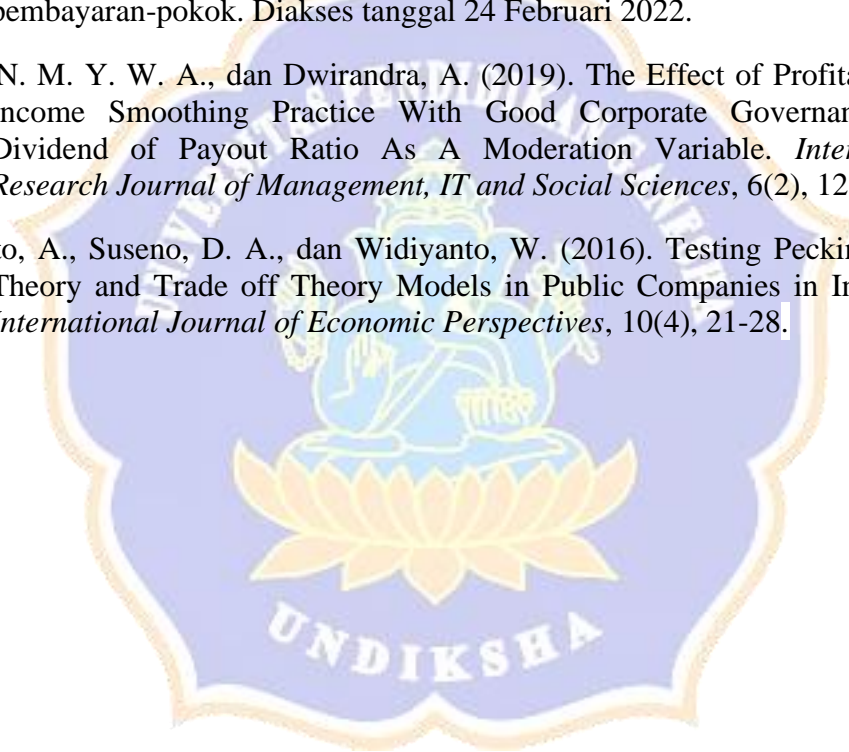 pembayaran-pokok. Diakses tanggal 24 Februari 2022.
N. M. Y. W. A., dan Dwirandra, A. (2019). The Effect of Profita
Income Smoothing Practice With Good Corporate Governan
Dividend of Payout Ratio As A Moderation Variable. Inter
Research Journal of Management, IT and Social Sciences, 6(2), 12
to, A., Suseno, D. A., dan Widiyanto, W. (2016). Testing Peckin
Theory and Trade off Theory Models in Public Companies in In
International Journal of Economic Perspectives, 10(4), 21-28.
UNIVERSITAS PENDIDIKAN GANESHA
UNDIKSHA